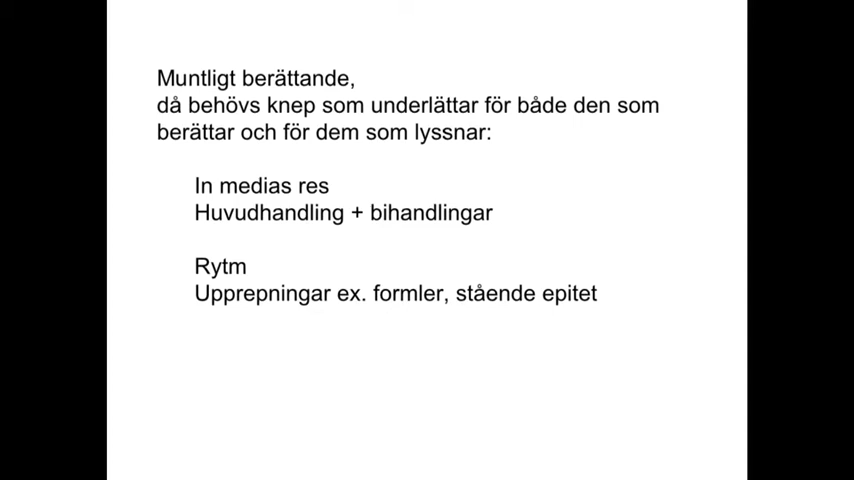 Muntligt berättande,
då behövs knep som underlättar för både den som
berättar och för dem som lyssnar:
In medias res
Huvudhandling + bihandlingar
Rytm
Upprepningar ex. formler, stående epitet